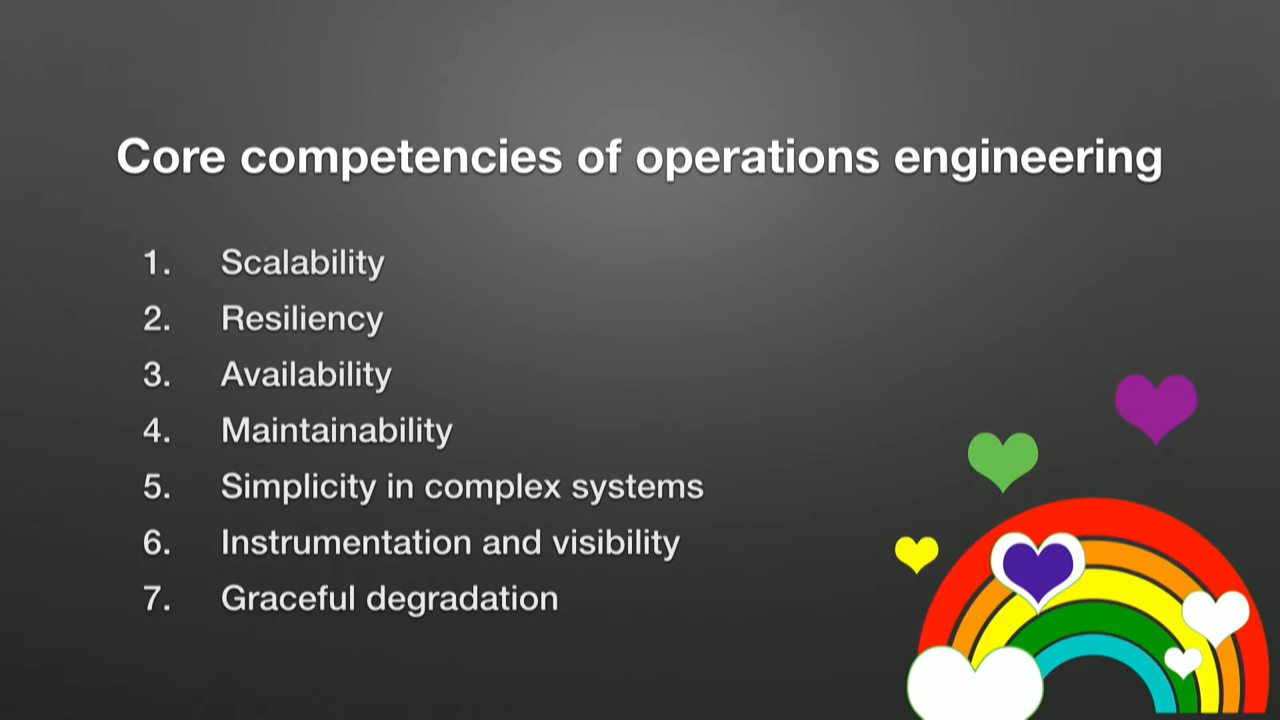 Core competencies of operations engineering
1. Scalability
2. Resiliency
3. Availability
4. Maintainability
5. Simplicity in complex systems
6. Instrumentation and visibility
7. Graceful degradation